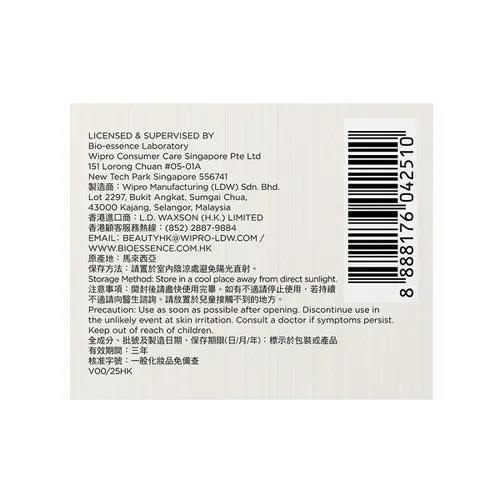 LICENSED & SUPERVISED BY
Bio-essence Laboratory
Wipro Consumer Care Singapore Pte Ltd
151 Lorong Chuan #05-01A
New Tech Park Singapore 556741
製造商：Wipro Manufacturing (LDW) Sdn. Bhd.
Lot 2297, Bukit Angkat, Sumgai Chua,
43000 Kajang, Selangor, Malaysia
香港進口商：L.D. WAXSON (H.K.) LIMITED
香港顧客服務熱線：(852) 2887-9884
EMAIL：BEAUTYHK@WIPRO-LDW.COM /
WWW.BIOESSENCE.COM.HK
原產地：馬來西亞
保存方法：請置於室內陰涼處避免陽光直射。
Storage Method: Store in a cool place away from direct sunlight.
注意事項：開封後請盡快使用完畢。如有不適請停止使用，若持續
不適請向醫生諮詢。請放置於兒童接觸不到的地方。
Precaution: Use as soon as possible after opening. Discontinue use in
the unlikely event at skin irritation. Consult a doctor if symptoms persist.
Keep out of reach of children.
全成分、批號及製造日期、保存期限(日/月/年)：標示於包裝或產品
有效期間：三年
核准字號：一般化妝品免備查
V00/25HK
8 888176 042510